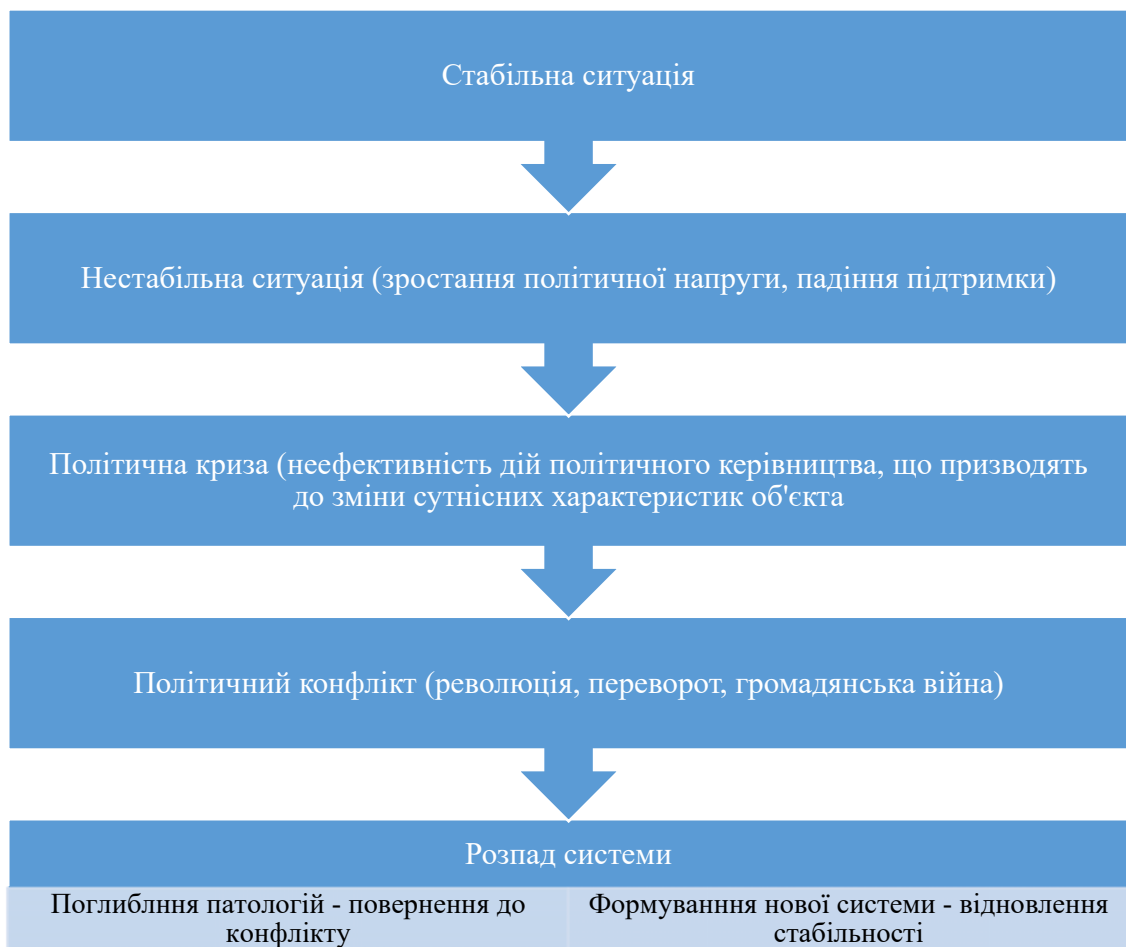 Стабільна ситуація
Нестабільна ситуація (зростання політичної напруги, падіння підтримки)
Політична криза (неефективність дій політичного керівництва, що призводять
до зміни сутнісних характеристик об'єкта
Політичний конфлікт (революція, переворот, громадянська війна)
Розпад системи
Поглиблння патологій - повернення до
конфлікту
Формуванння нової системи - відновлення
стабільності